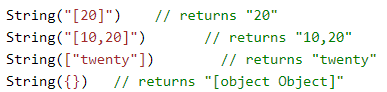 String("[20]")    // returns "20"
String("[10,20]")        // returns "10,20"
String(["twenty"])         // returns "twenty"
String({})   // returns "[object Object]"